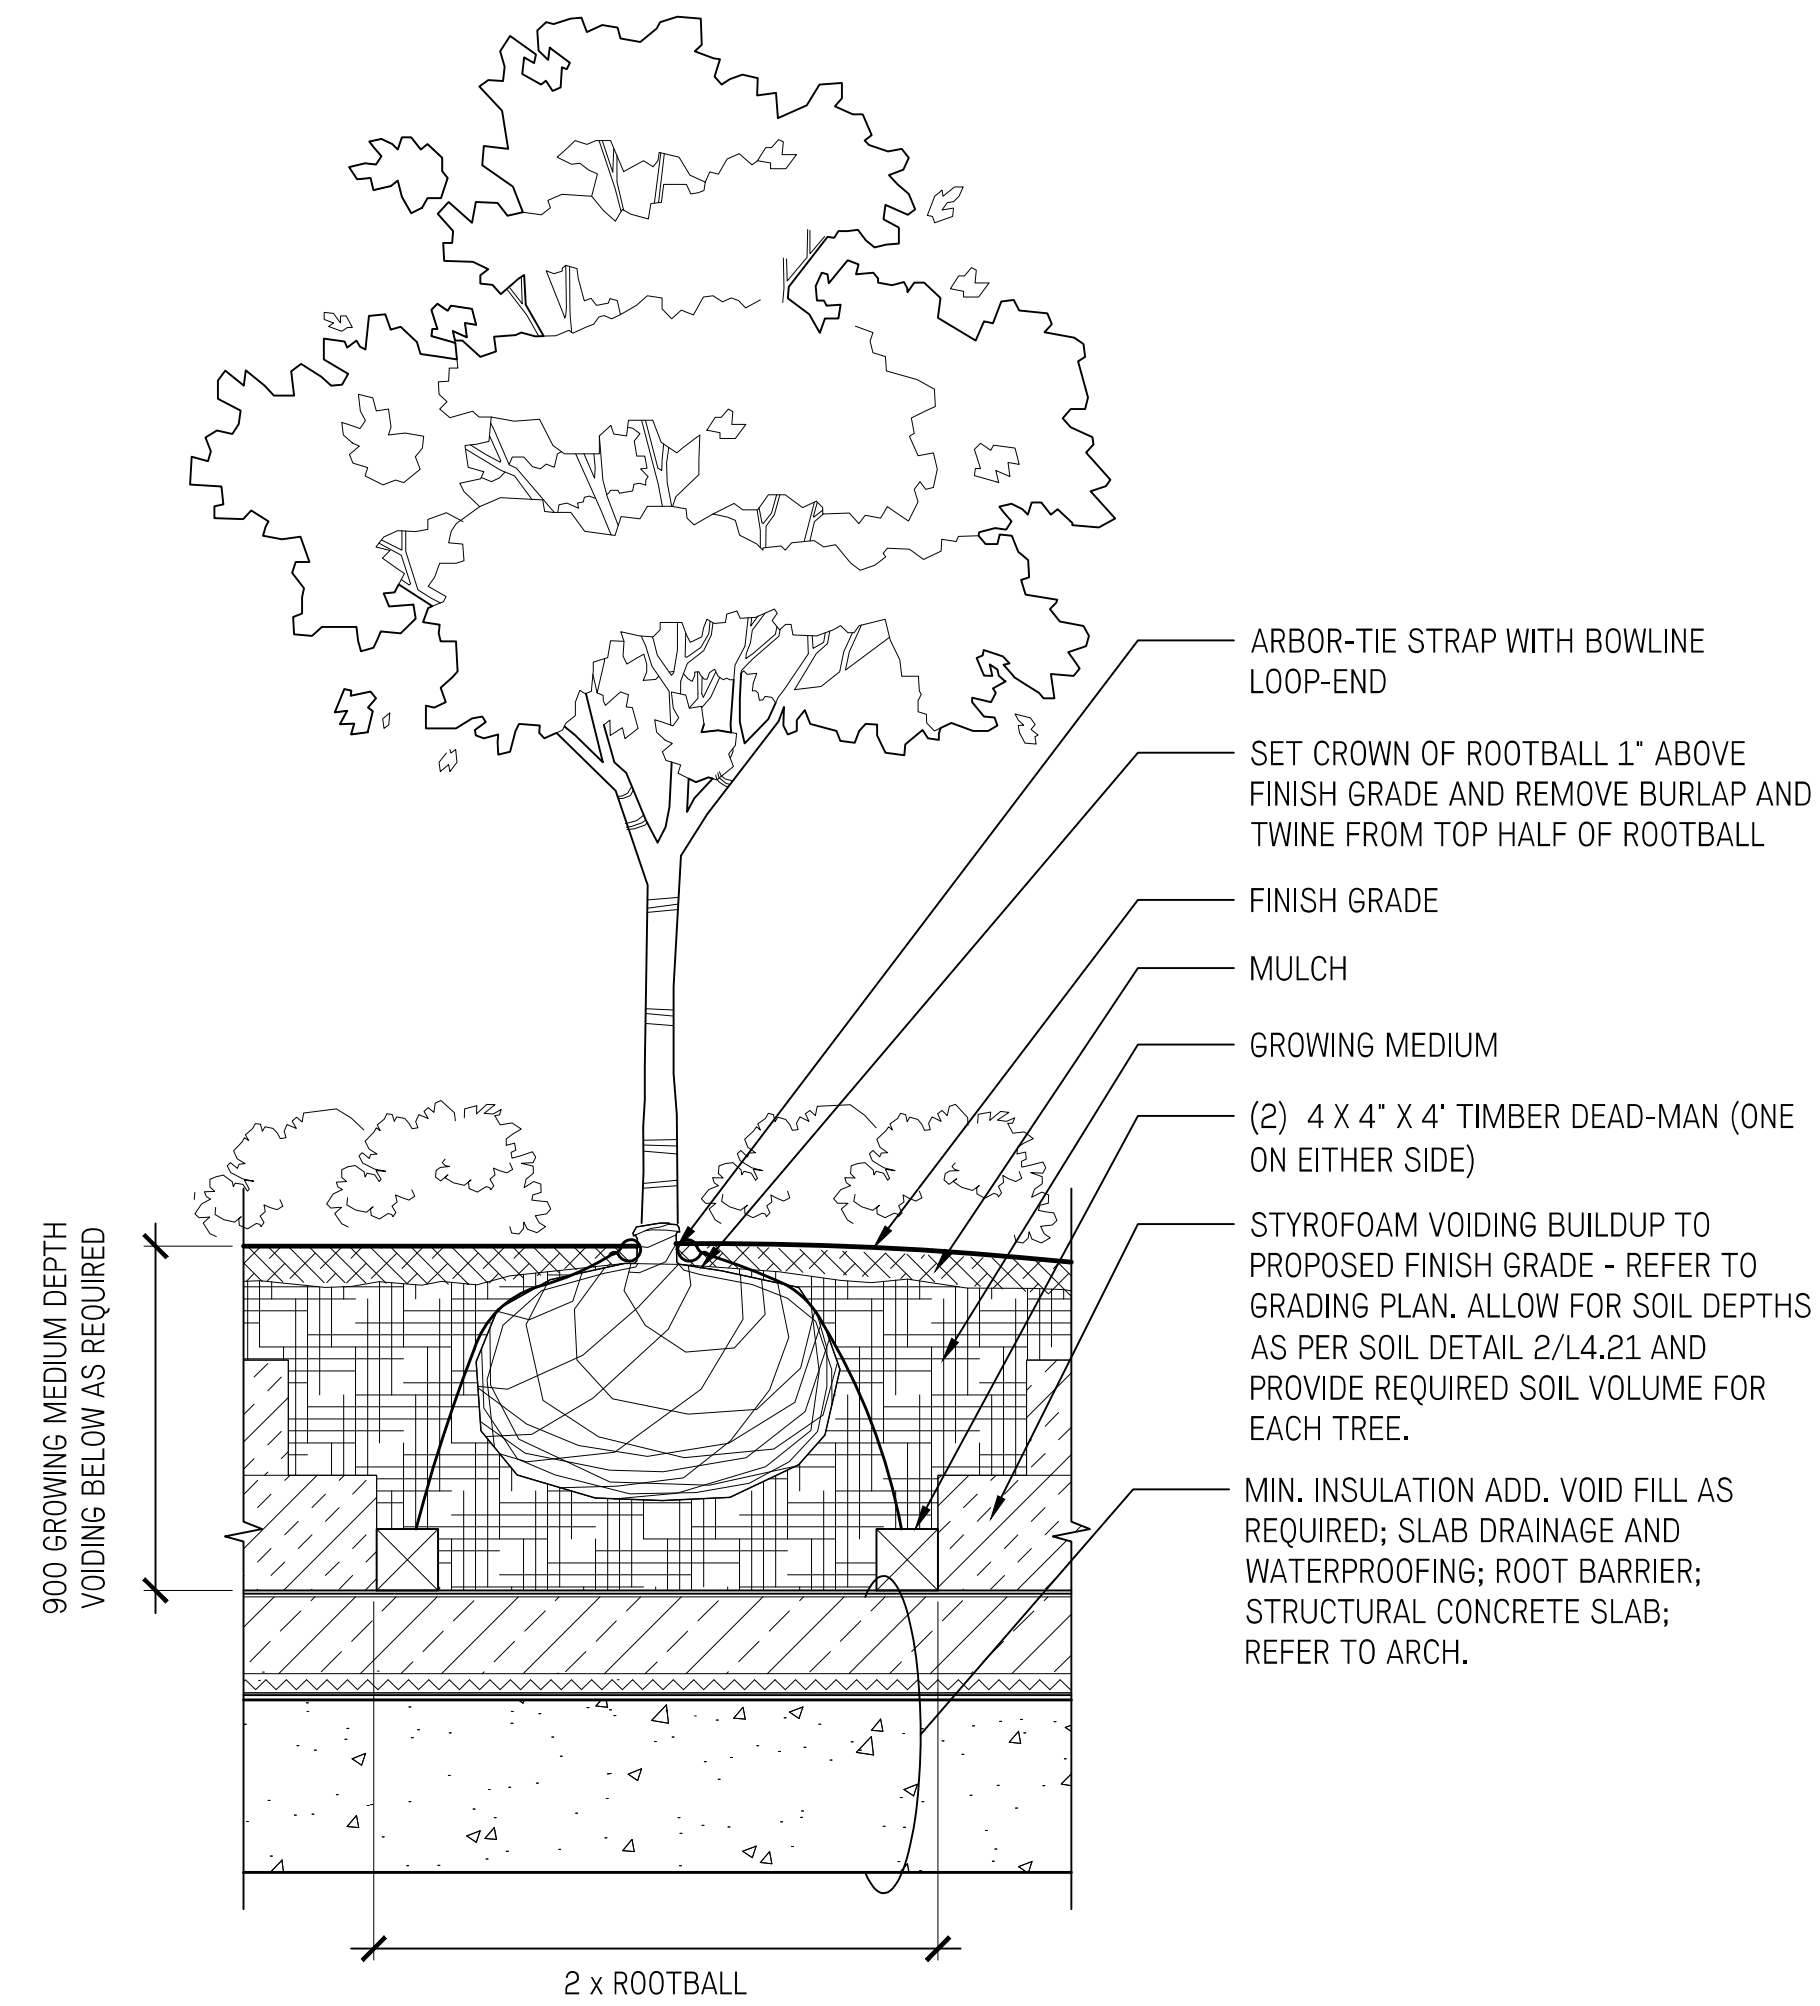 ARBOR-TIE STRAP WITH BOWLINE
LOOP-END
SET CROWN OF ROOTBALL 1" ABOVE
FINISH GRADE AND REMOVE BURLAP AND
TWINE FROM TOP HALF OF ROOTBALL
FINISH GRADE
MULCH
GROWING MEDIUM
(2) 4 X 4" X 4' TIMBER DEAD-MAN (ONE
ON EITHER SIDE)
STYROFOAM VOIDING BUILDUP TO
PROPOSED FINISH GRADE - REFER TO
GRADING PLAN. ALLOW FOR SOIL DEPTHS
AS PER SOIL DETAIL 2/L4.21 AND
PROVIDE REQUIRED SOIL VOLUME FOR
EACH TREE.
MIN. INSULATION ADD. VOID FILL AS
REQUIRED; SLAB DRAINAGE AND
WATERPROOFING; ROOT BARRIER;
STRUCTURAL CONCRETE SLAB;
REFER TO ARCH.
900 GROWING MEDIUM DEPTH
VOIDING BELOW AS REQUIRED
2 x ROOTBALL